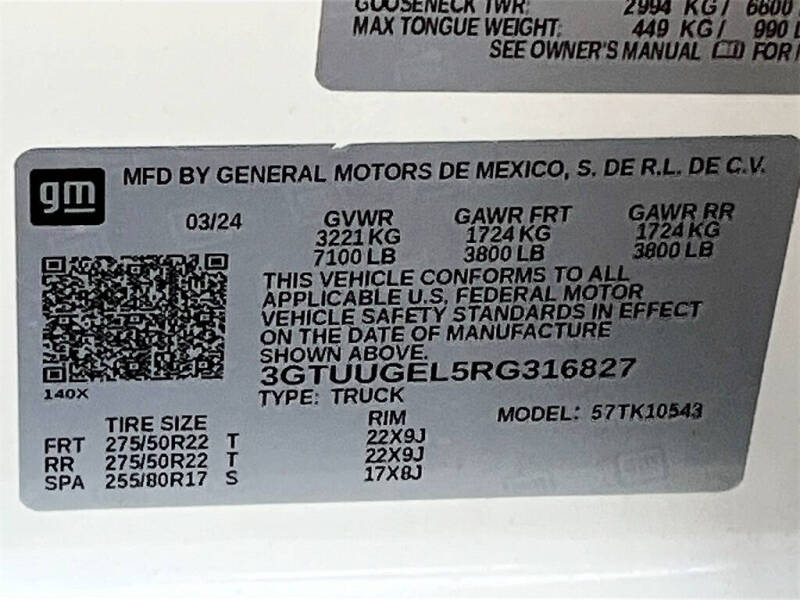 GOOSENECK TWR: 2994 KG / 6600
MAX TONGUE WEIGHT: 449 KG / 990 L
SEE OWNER'S MANUAL FOR
gm
MFD BY GENERAL MOTORS DE MEXICO, S. DE R.L. DE C.V.
03/24 GVWR GAWR FRT GAWR RR
3221 KG 1724 KG 1724 KG
7100 LB 3800 LB 3800 LB
THIS VEHICLE CONFORMS TO ALL
APPLICABLE U.S. FEDERAL MOTOR
VEHICLE SAFETY STANDARDS IN EFFECT
ON THE DATE OF MANUFACTURE
SHOWN ABOVE.
3GTUUGEL5RG316827
140X
TYPE: TRUCK
MODEL: 57TK10543
TIRE SIZE RIM
FRT 275/50R22 T 22X9J
RR 275/50R22 T 22X9J
SPA 255/80R17 S 17X8J